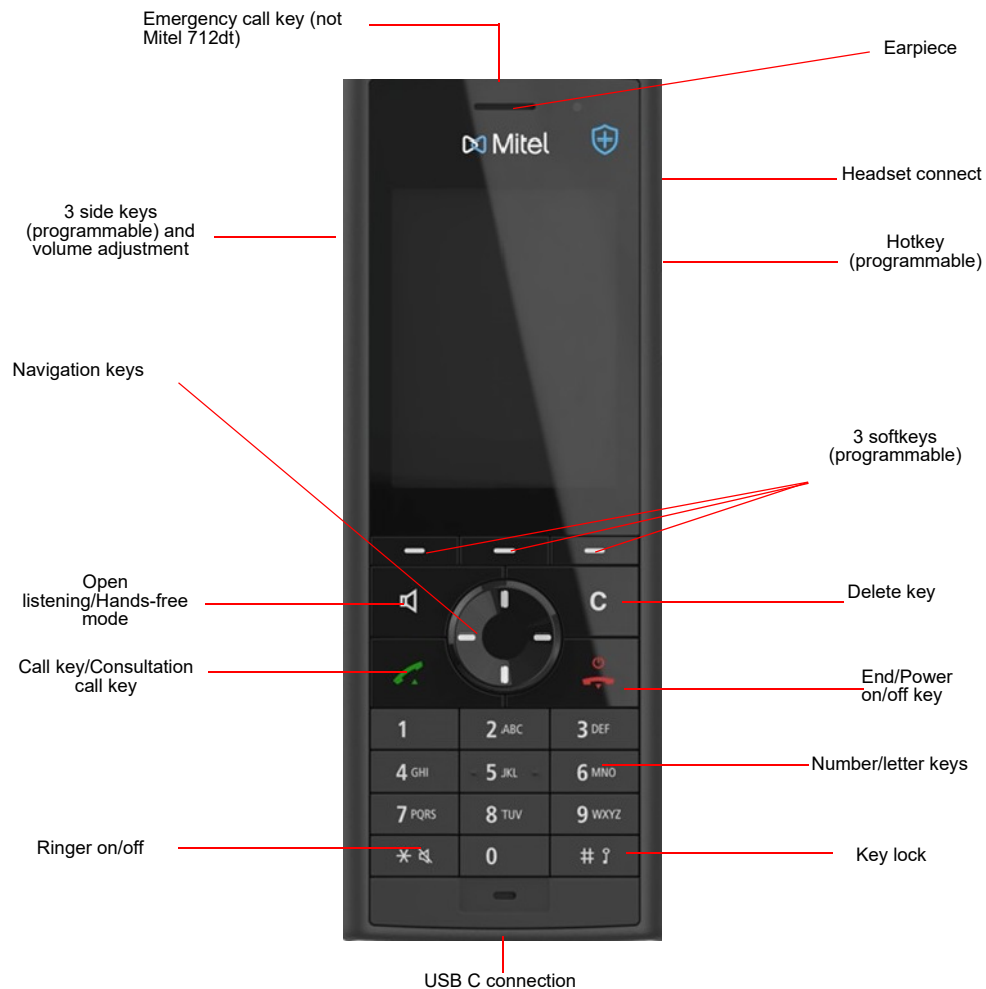 Emergency call key (not
Mitel 712dt)
Earpiece
Mitel
Headset connect
3 side keys
(programmable) and
volume adjustment
Hotkey
(programmable)
Navigation keys
3 softkeys
(programmable)
Open
listening/Hands-free
mode
C
Delete key
Call key/Consultation
call key
End/Power
on/off key
1
2 ABC
3 DEF
4 GHI
5 JKL
6 MNO
Number/letter keys
7 PQRS
8 TUV
9 WXYZ
Ringer on/off
*
0
#
Key lock
USB C connection